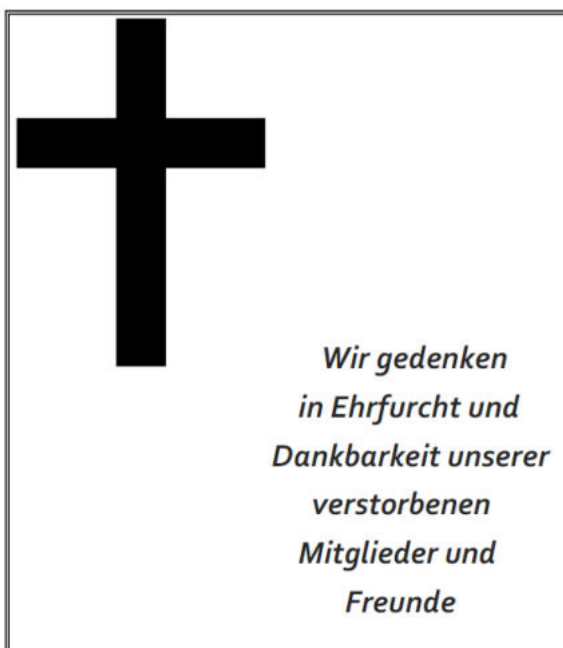 Wir gedenken
in Ehrfurcht und
Dankbarkeit unserer
verstorbenen
Mitglieder und
Freunde